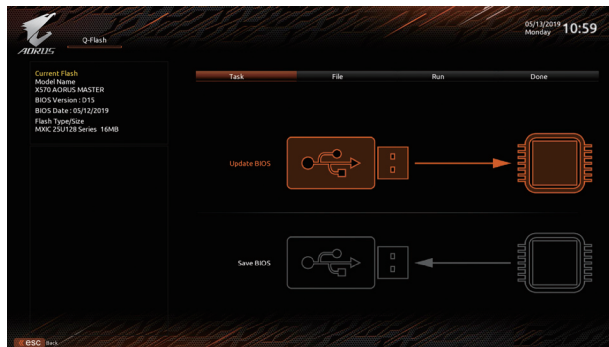 AORUS
Q-Flash
05/13/2019
Monday
10:59
Current Flash
Model Name
X570 AORUS MASTER
BIOS Version : D15
BIOS Date : 05/12/2019
Flash Type/Size
MXIC 25U128 Series 16MB
Task File Run Done
Update BIOS
Save BIOS
esc Back